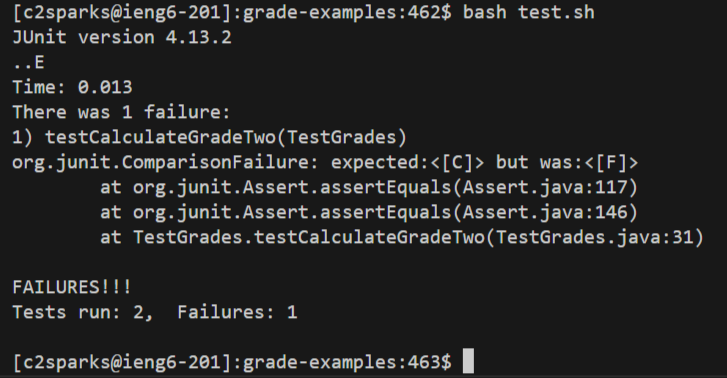 [c2sparks@ieng6-201]:grade-examples:462$ bash test.sh
JUnit version 4.13.2
..E
Time: 0.013
There was 1 failure:
1) testCalculateGradeTwo(TestGrades)
org.junit.ComparisonFailure: expected:<[C]> but was:<[F]>
        at org.junit.Assert.assertEquals(Assert.java:117)
        at org.junit.Assert.assertEquals(Assert.java:146)
        at TestGrades.testCalculateGradeTwo(TestGrades.java:31)

FAILURES!!!
Tests run: 2,  Failures: 1

[c2sparks@ieng6-201]:grade-examples:463$